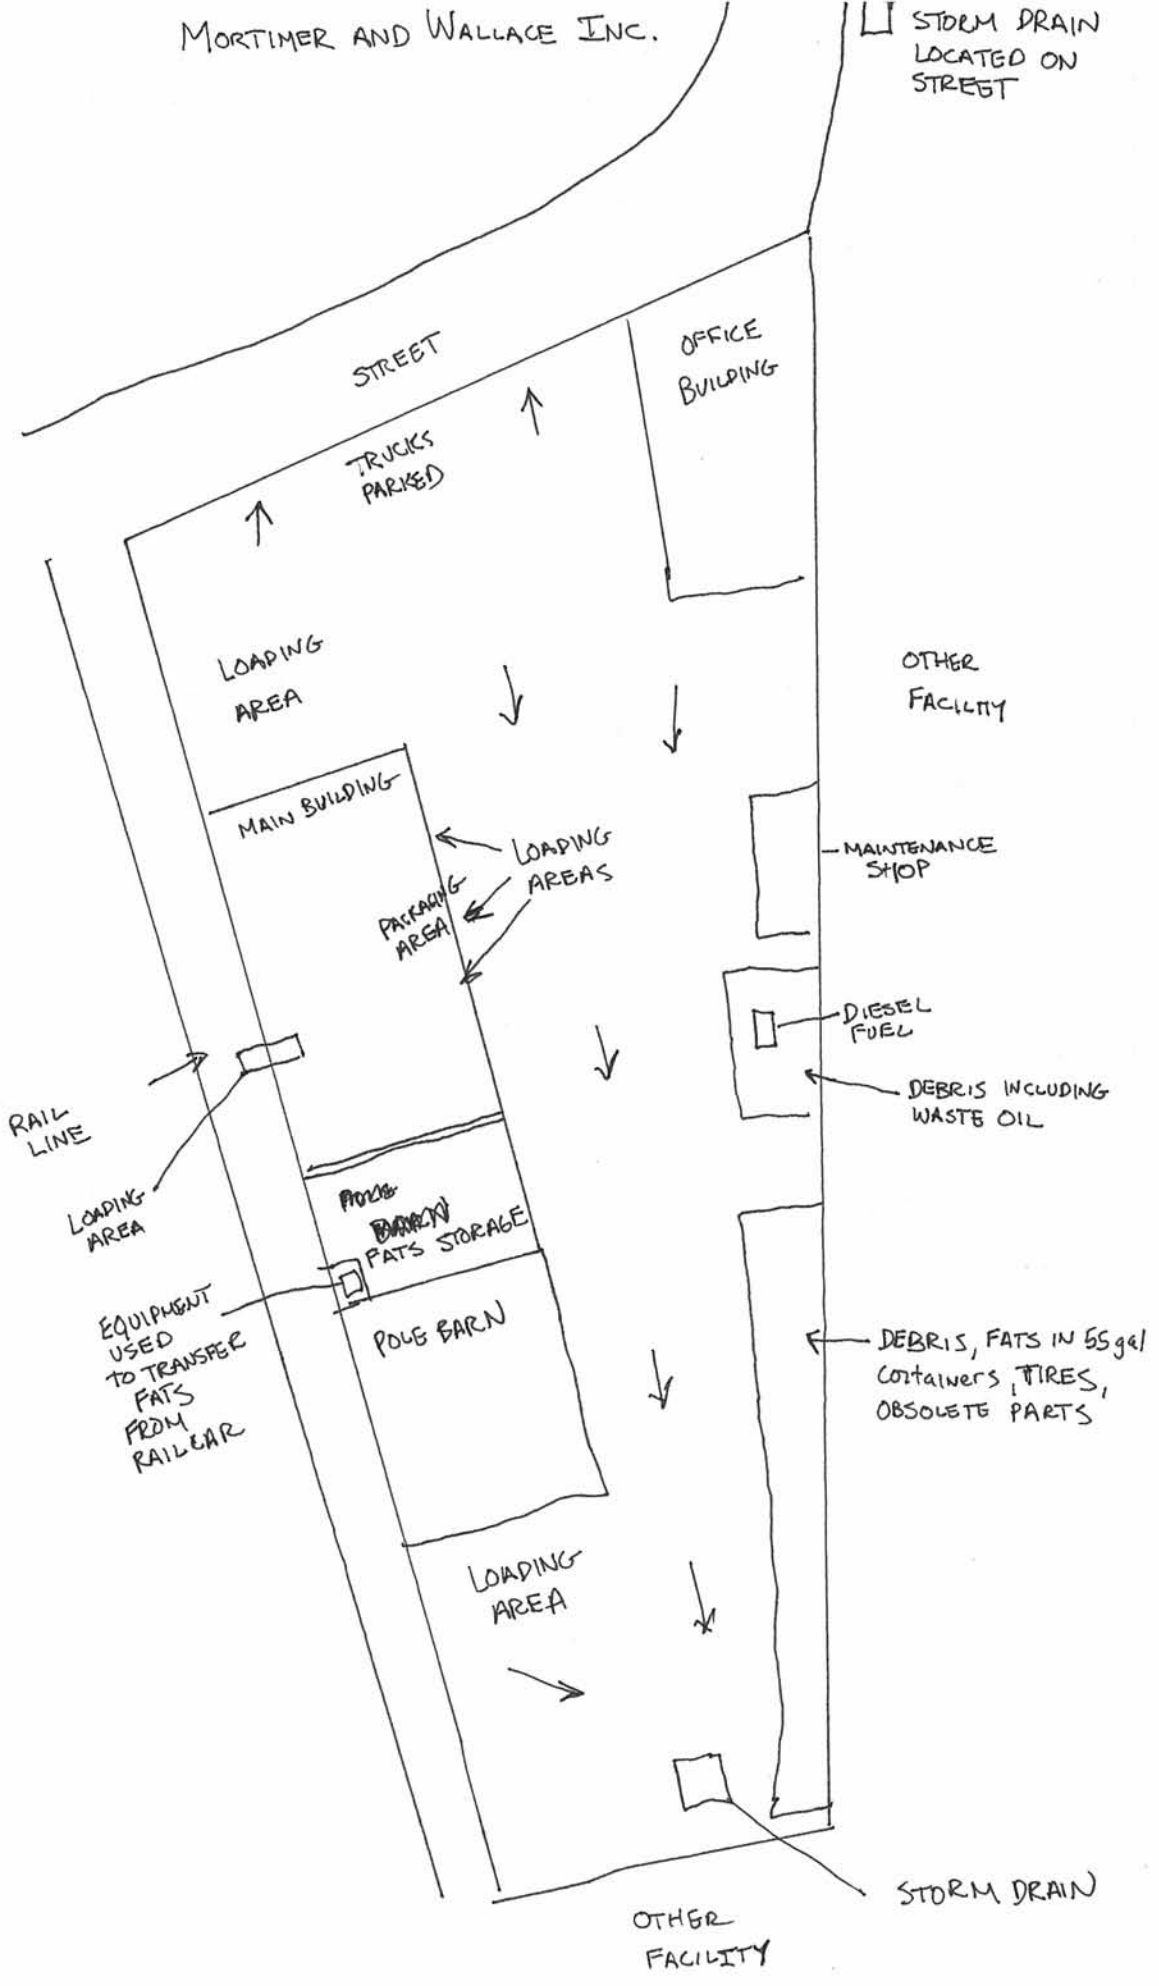 MORTIMER AND WALLACE INC.
STORM DRAIN
LOCATED ON
STREET
STREET
OFFICE
BUILDING
TRUCKS
PARKED
LOADING
AREA
OTHER
FACILITY
MAIN BUILDING
LOADING
AREAS
PACKAGING
AREA
MAINTENANCE
SHOP
DIESEL
FUEL
DEBRIS INCLUDING
WASTE OIL
RAIL
LINE
LOADING
AREA
FATS STORAGE
EQUIPMENT
USED
TO TRANSFER
FATS
FROM
RAILCAR
POLE BARN
DEBRIS, FATS IN 55 gal
containers, TIRES,
OBSOLETE PARTS
LOADING
AREA
STORM DRAIN
OTHER
FACILITY